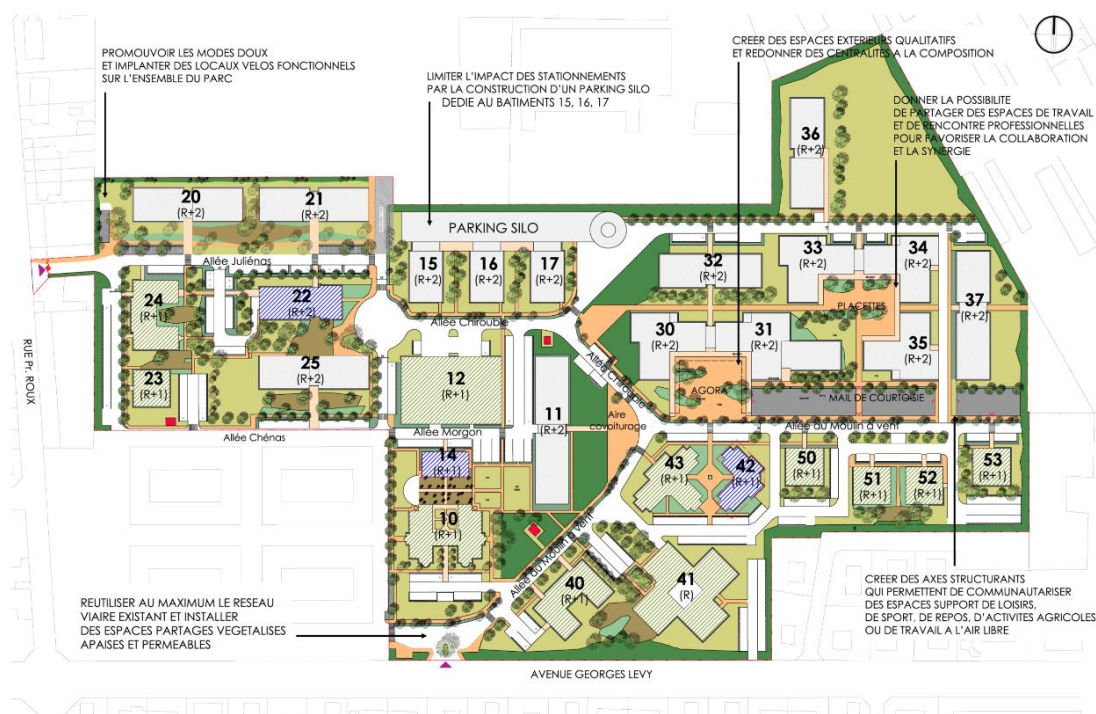 PROMOUVOIR LES MODES DOUX
ET IMPLANTER DES LOCAUX VELOS FONCTIONNELS
SUR L'ENSEMBLE DU PARC
LIMITER L'IMPACT DES STATIONNEMENTS
PAR LA CONSTRUCTION D'UN PARKING SILO
DEDIE AU BATIMENTS 15, 16, 17
CREER DES ESPACES EXTERIEURS QUALITATIFS
ET REDONNER DES CENTRALITES A LA COMPOSITION
DONNER LA POSSIBILITE
DE PARTAGER DES ESPACES DE TRAVAIL
ET DE RENCONTRE PROFESSIONNELLES
POUR FAVORISER LA COLLABORATION
ET LA SYNERGIE
36
(R+2)
20
(R+2)
21
(R+2)
PARKING SILO
15
(R+2)
16
(R+2)
17
(R+2)
32
(R+2)
33
(R+2)
34
(R+2)
37
(R+2)
Allée Juliénas
24
(R+1)
22
(R+2)
PLACETTES
Allée Chirouble
30
(R+2)
31
(R+2)
35
(R+2)
RUE Pr. ROUX
23
(R+1)
25
(R+2)
12
(R+1)
11
(R+2)
Allée Chirouble
AGORA
MAIL DE COURTOISIE
Aire
covoiturage
Allée Chénas
Allée Morgon
Allée du Moulin à vent
14
(R+1)
43
(R+1)
42
(R+1)
50
(R+1)
51
(R+1)
52
(R+1)
53
(R+1)
10
(R+1)
Allée du Moulin à vent
40
(R+1)
41
(R)
REUTILISER AU MAXIMUM LE RESEAU
VIAIRE EXISTANT ET INSTALLER
DES ESPACES PARTAGES VEGETALISES
APAISES ET PERMEABLES
CREER DES AXES STRUCTURANTS
QUI PERMETTENT DE COMMUNAUTARISER
DES ESPACES SUPPORT DE LOISIRS,
DE SPORT, DE REPOS, D'ACTIVITES AGRICOLES
OU DE TRAVAIL A L'AIR LIBRE
AVENUE GEORGES LEVY